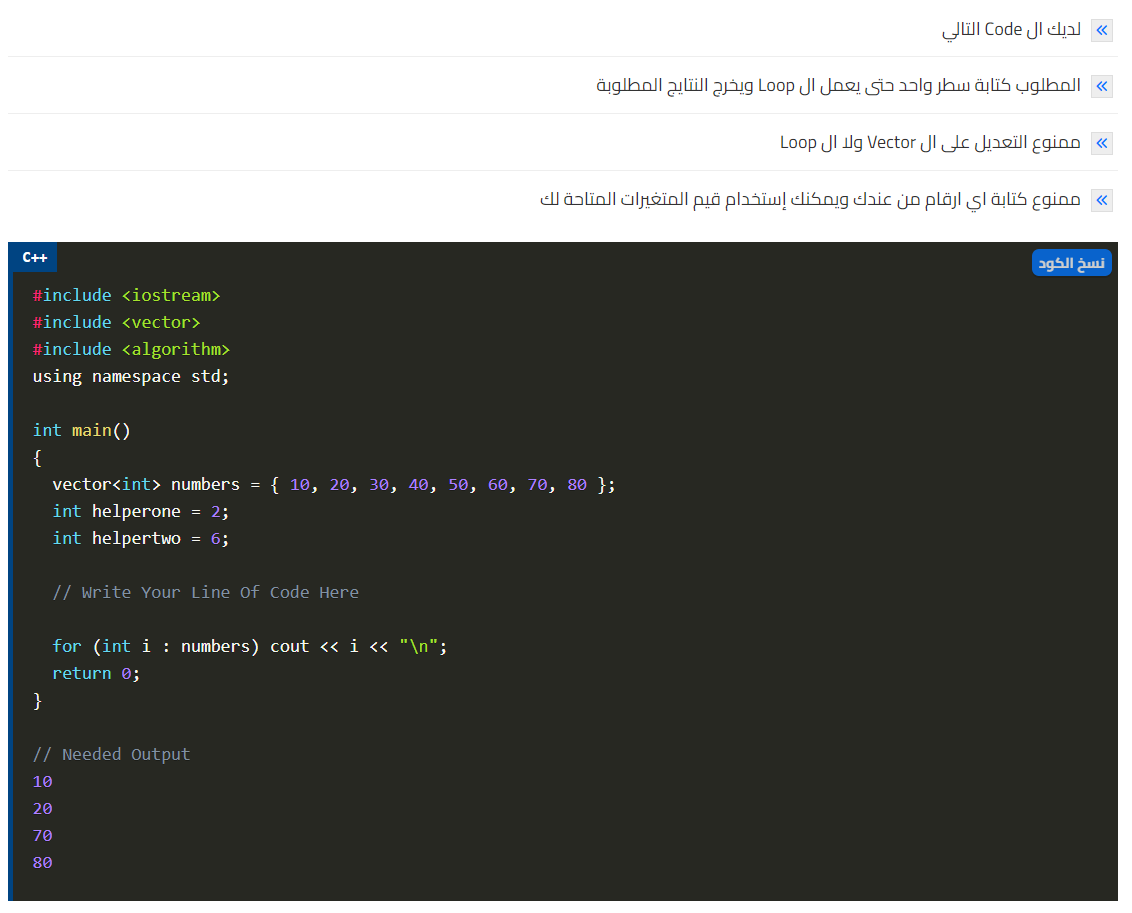 لديك ال Code التالي
المطلوب كتابة سطر واحد حتى يعمل ال Loop ويخرج النتايج المطلوبة
ممنوع التعديل على ال Vector ولا ال Loop
ممنوع كتابة اي ارقام من عندك ويمكنك إستخدام قيم المتغيرات المتاحة لك
C++
نسخ الكود
#include <iostream>
#include <vector>
#include <algorithm>
using namespace std;

int main()
{
  vector<int> numbers = { 10, 20, 30, 40, 50, 60, 70, 80 };
  int helperone = 2;
  int helpertwo = 6;

  // Write Your Line Of Code Here

  for (int i : numbers) cout << i << "\n";
  return 0;
}

// Needed Output
10
20
70
80